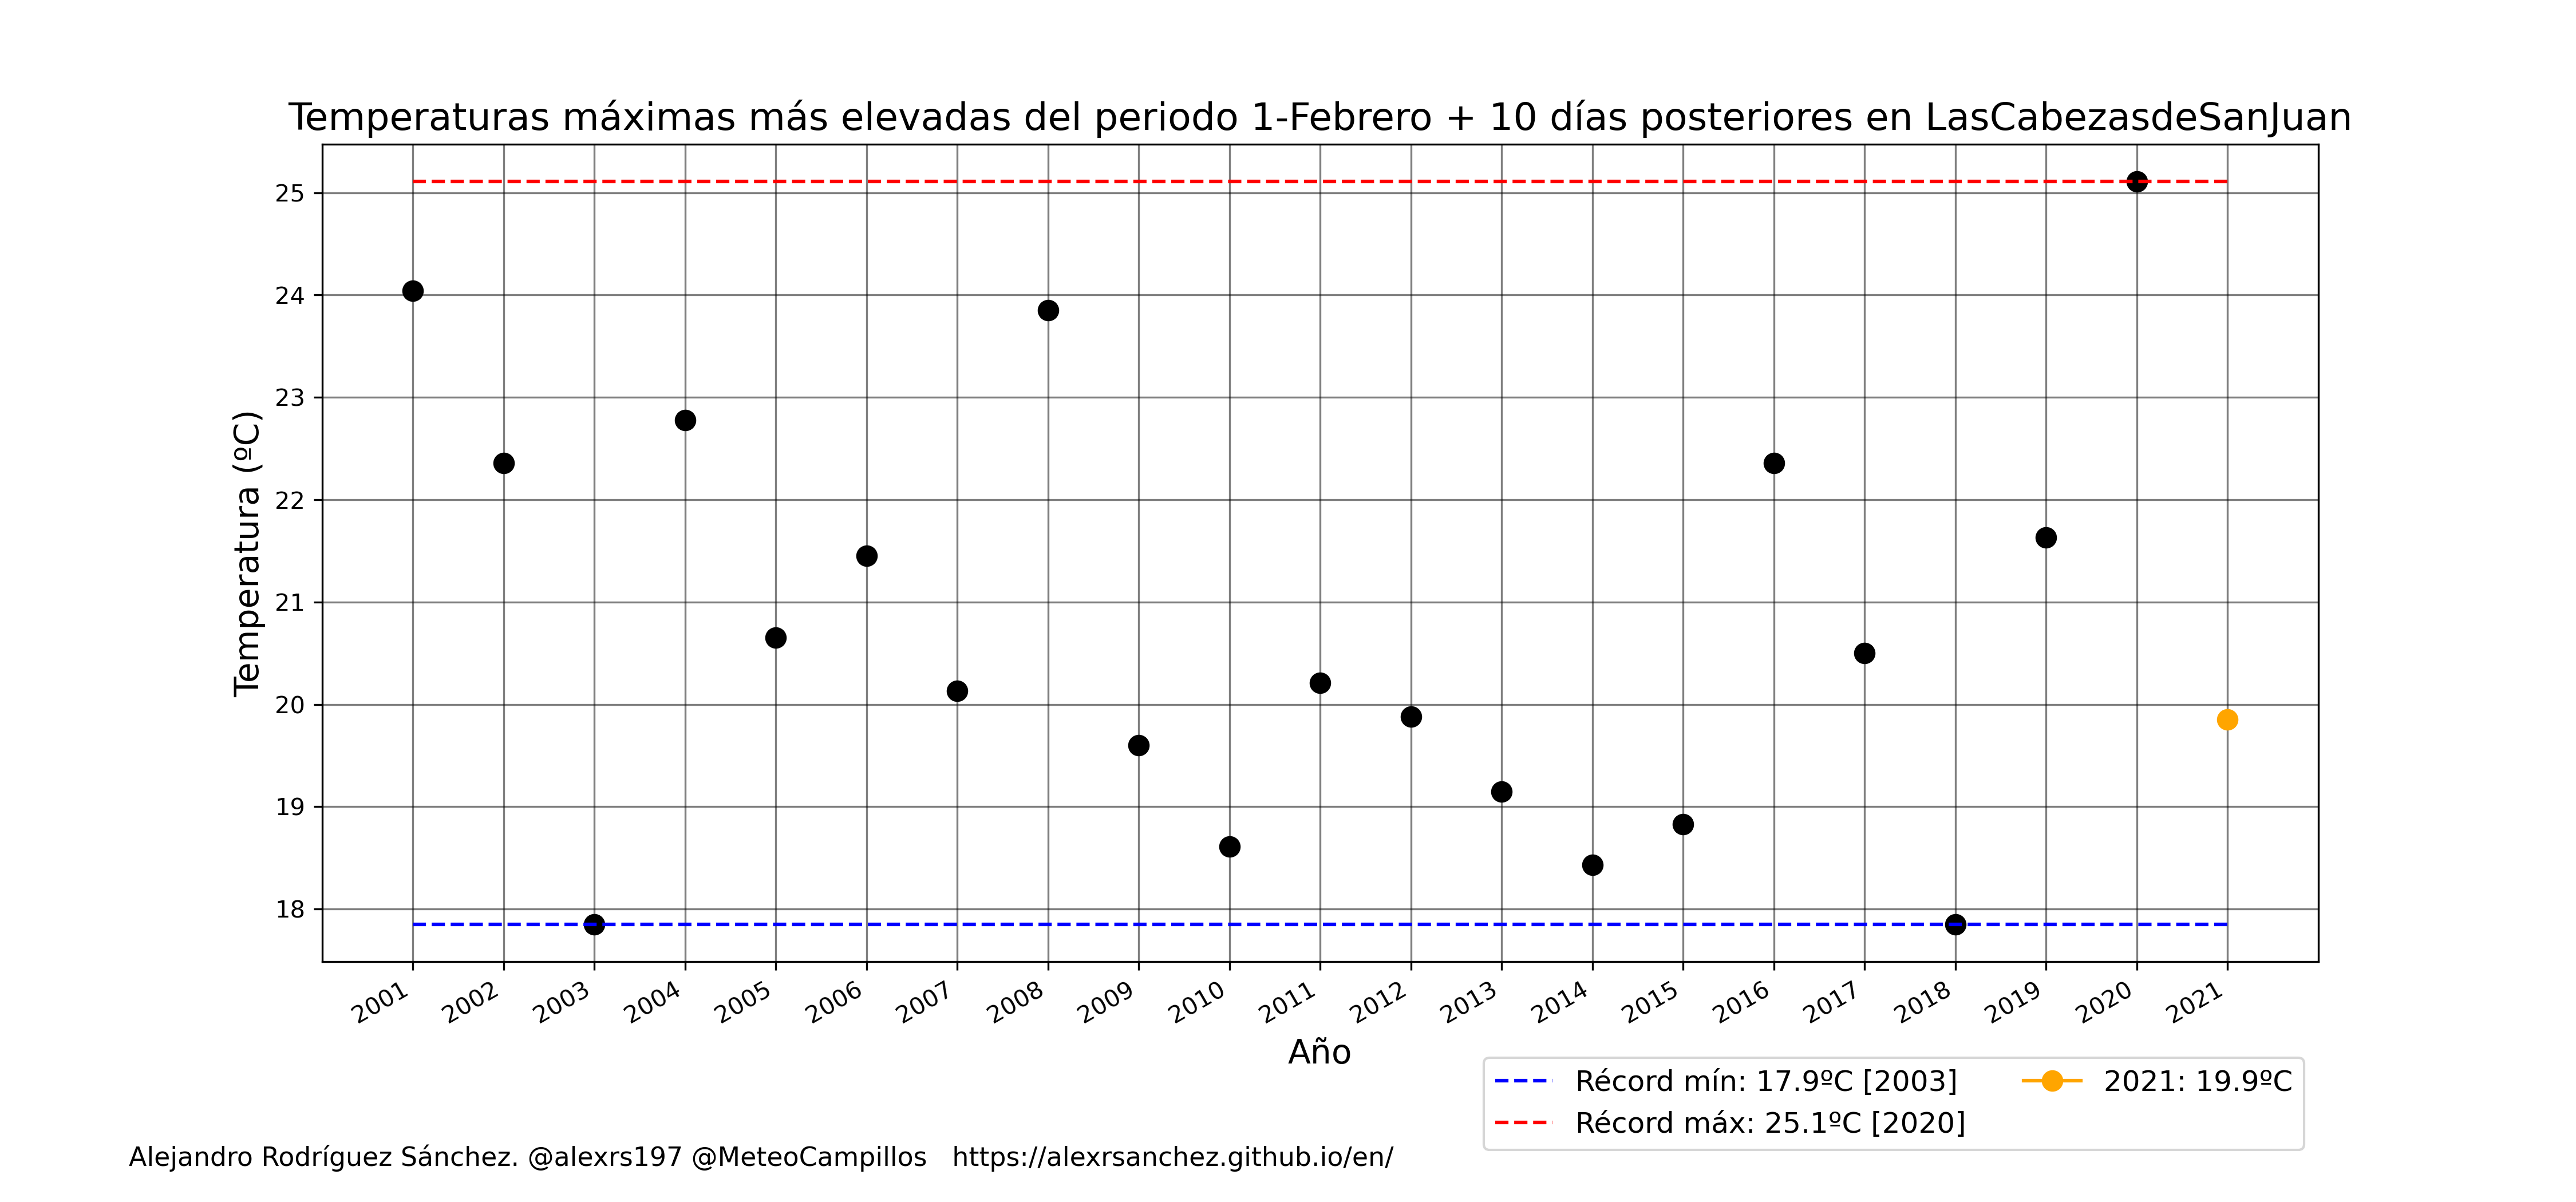 Temperaturas máximas más elevadas del periodo 1-Febrero + 10 días posteriores en LasCabezasdeSanJuan
Temperatura (ºC)
25
24
23
22
21
20
19
18
2001 2002 2003 2004 2005 2006 2007 2008 2009 2010 2011 2012 2013 2014 2015 2016 2017 2018 2019 2020 2021
Año
Récord mín: 17.9ºC [2003] 2021: 19.9ºC
Récord máx: 25.1ºC [2020]
Alejandro Rodríguez Sánchez. @alexrs197 @MeteoCampillos https://alexrsanchez.github.io/en/